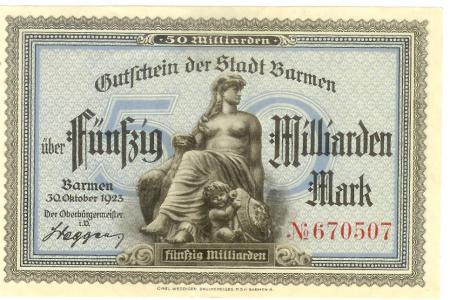 50 Milliarden
Gutschein der Stadt Barmen
50
über Fünfzig Milliarden
Mark
Barmen
30. Oktober 1923
Der Oberbürgermeister
i.V.
№ 670507
fünfzig Milliarden